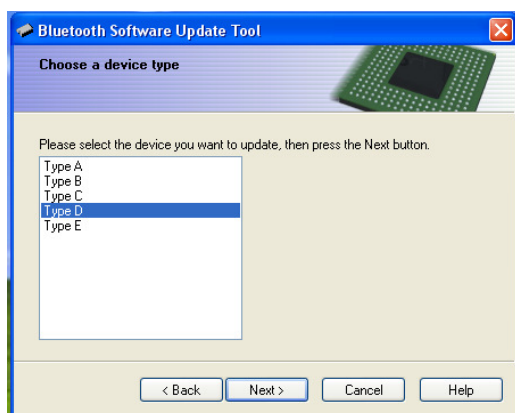 Bluetooth Software Update Tool
Choose a device type
Please select the device you want to update, then press the Next button.
Type A
Type B
Type C
Type D
Type E
< Back Next > Cancel Help